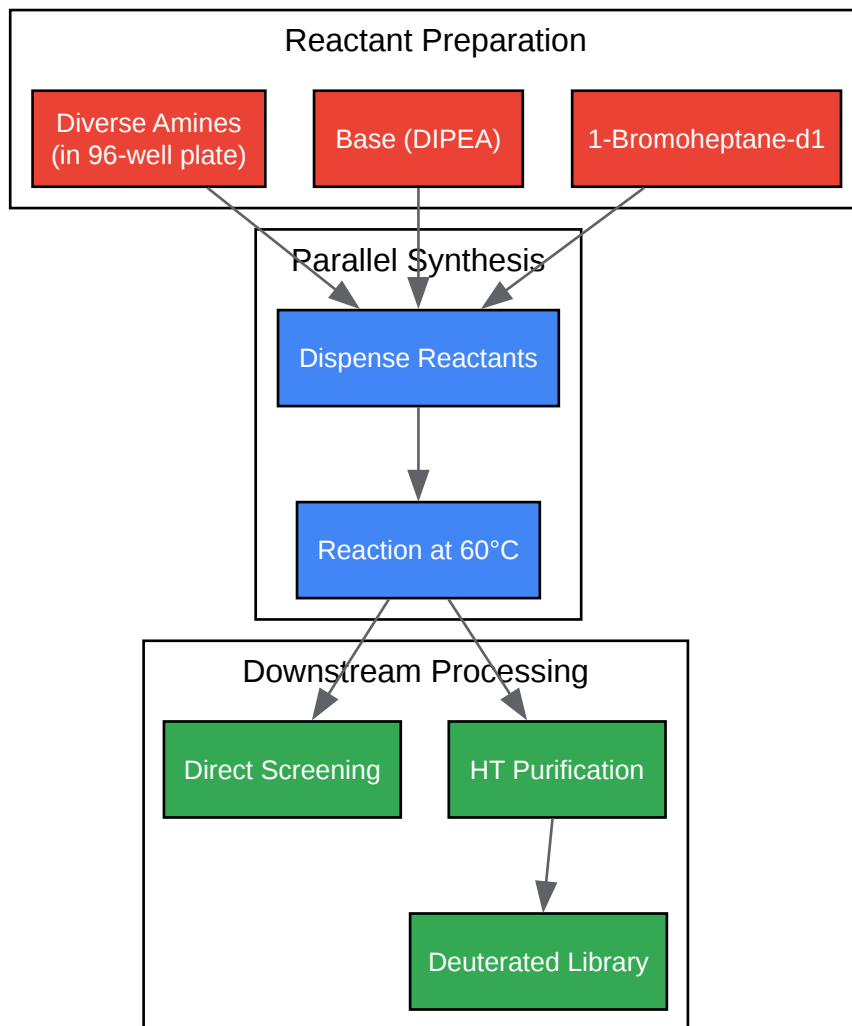 Reactant Preparation
Diverse Amines
(in 96-well plate)
Base (DIPEA)
1-Bromoheptane-d1
Parallel Synthesis
Dispense Reactants
Reaction at 60°C
Downstream Processing
Direct Screening
HT Purification
Deuterated Library